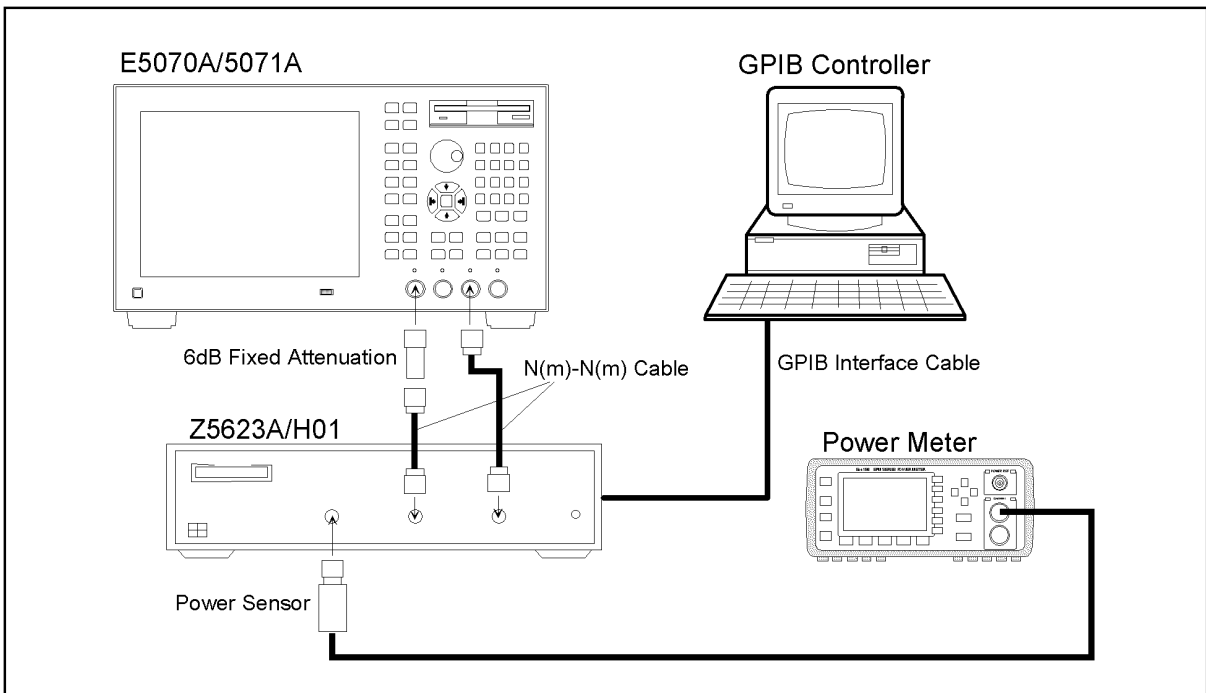 E5070A/5071A
GPIB Controller
6dB Fixed Attenuation
N(m)-N(m) Cable
GPIB Interface Cable
Z5623A/H01
Power Meter
Power Sensor